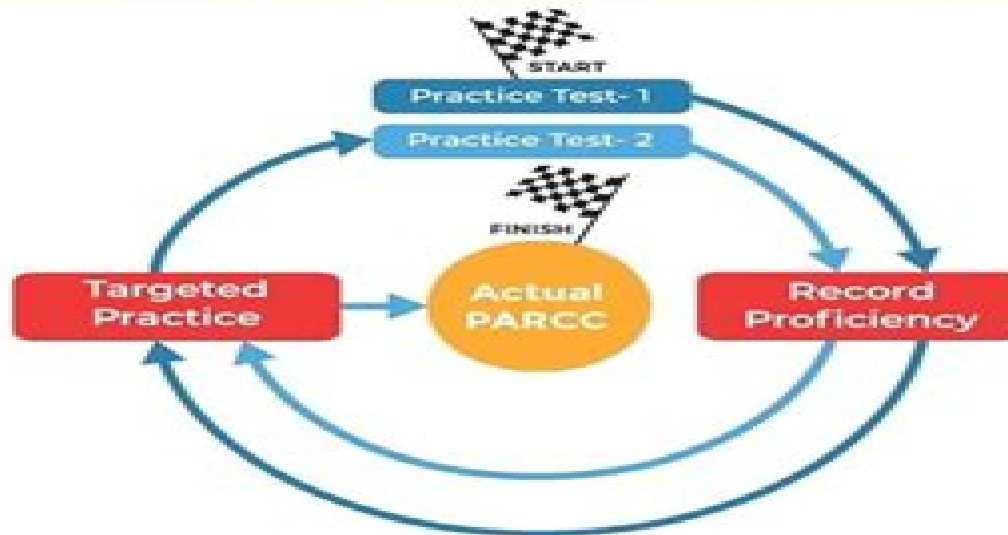 START
Practice Test- 1
Practice Test- 2
FINISH
Targeted
Practice
Actual
PARCC
Record
Proficiency